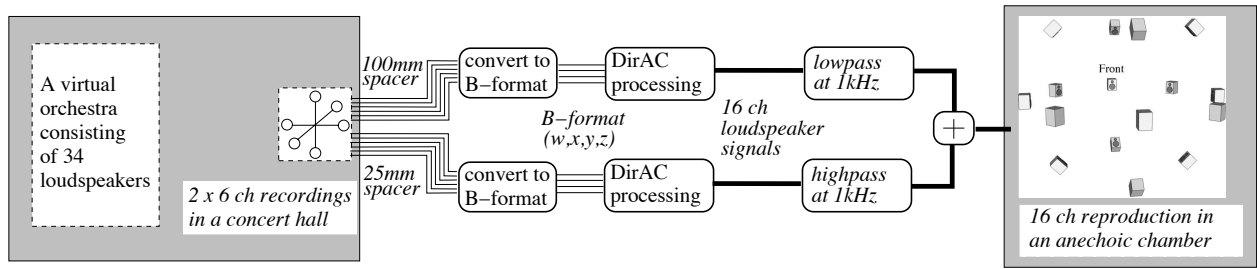 A virtual
orchestra
consisting
of 34
loudspeakers
2 x 6 ch recordings
in a concert hall
100mm
spacer
25mm
spacer
convert to
B−format
DirAC
processing
lowpass
at 1kHz
B−format
(w,x,y,z)
16 ch
loudspeaker
signals
convert to
B−format
DirAC
processing
highpass
at 1kHz
+
Front
16 ch reproduction in
an anechoic chamber